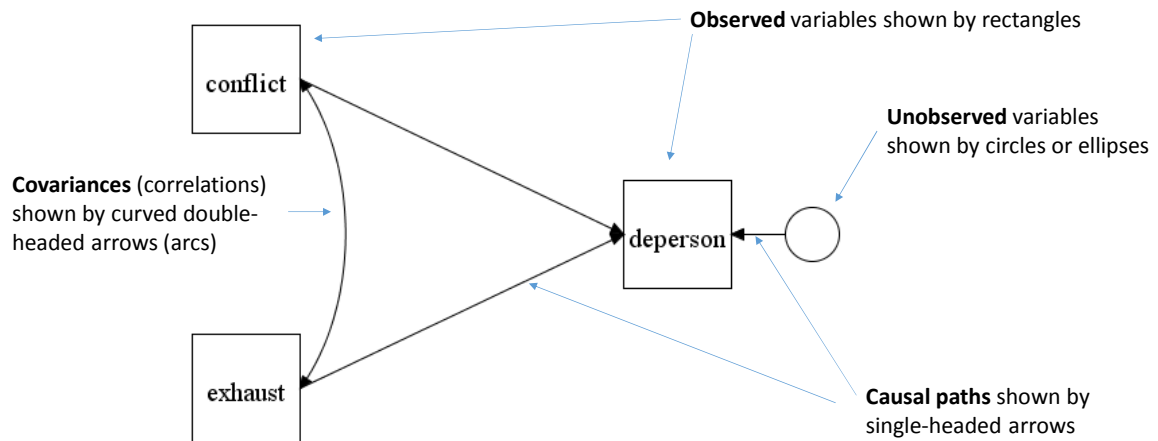 Observed variables shown by rectangles
conflict
Unobserved variables
shown by circles or ellipses
Covariances (correlations)
shown by curved double-
headed arrows (arcs)
deperson
exhaust
Causal paths shown by
single-headed arrows